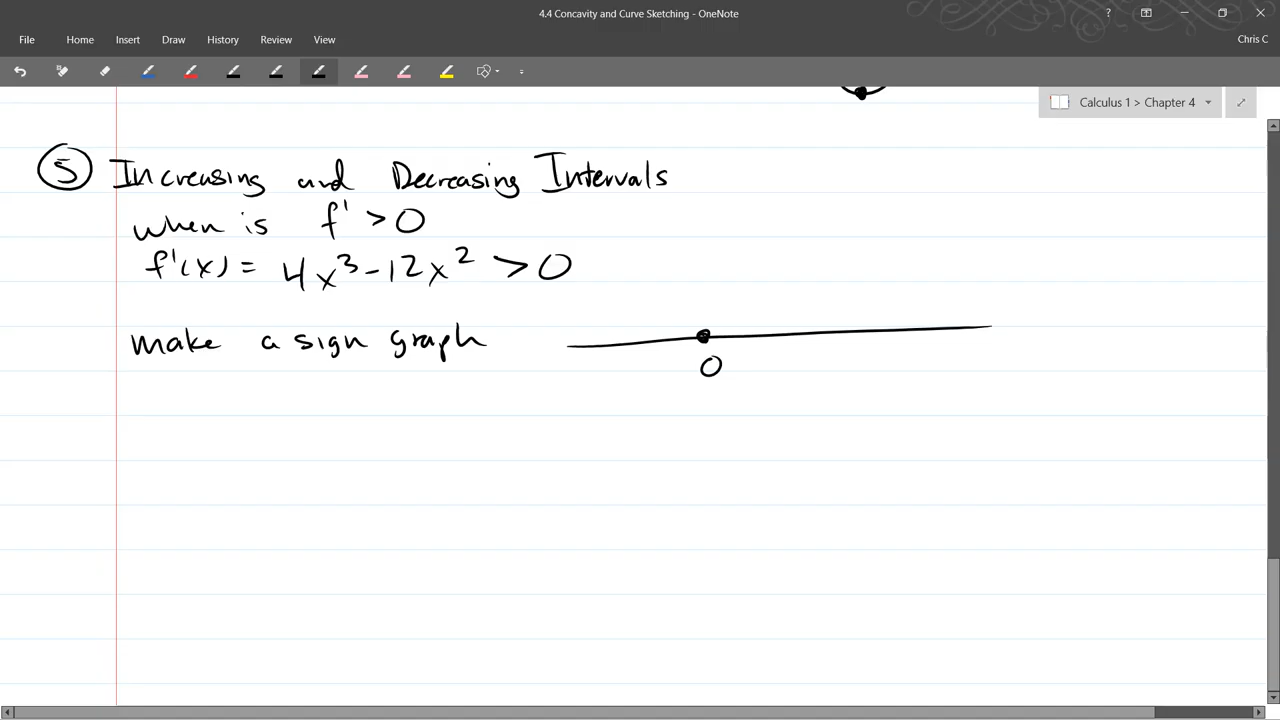 4.4 Concavity and Curve Sketching - OneNote
?
File Home Insert Draw History Review View
Chris C
Calculus 1 > Chapter 4
5 Increasing and Decreasing Intervals
when is f' > 0
f'(x) = 4x³ - 12x² > 0
make a sign graph
0